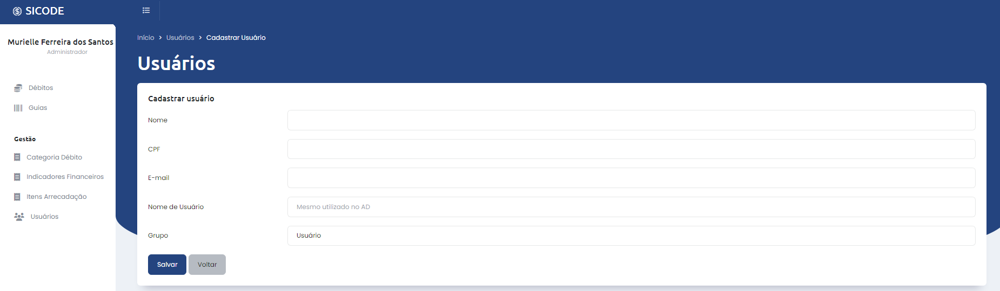 SICODE
Murielle Ferreira dos Santos
Administrador
Débitos
Guias
Gestão
Categoria Débito
Indicadores Financeiros
Itens Arrecadação
Usuários
Início > Usuários > Cadastrar Usuário
Usuários
Cadastrar usuário
Nome
CPF
E-mail
Nome de Usuário Mesmo utilizado no AD
Grupo Usuário
Salvar Voltar